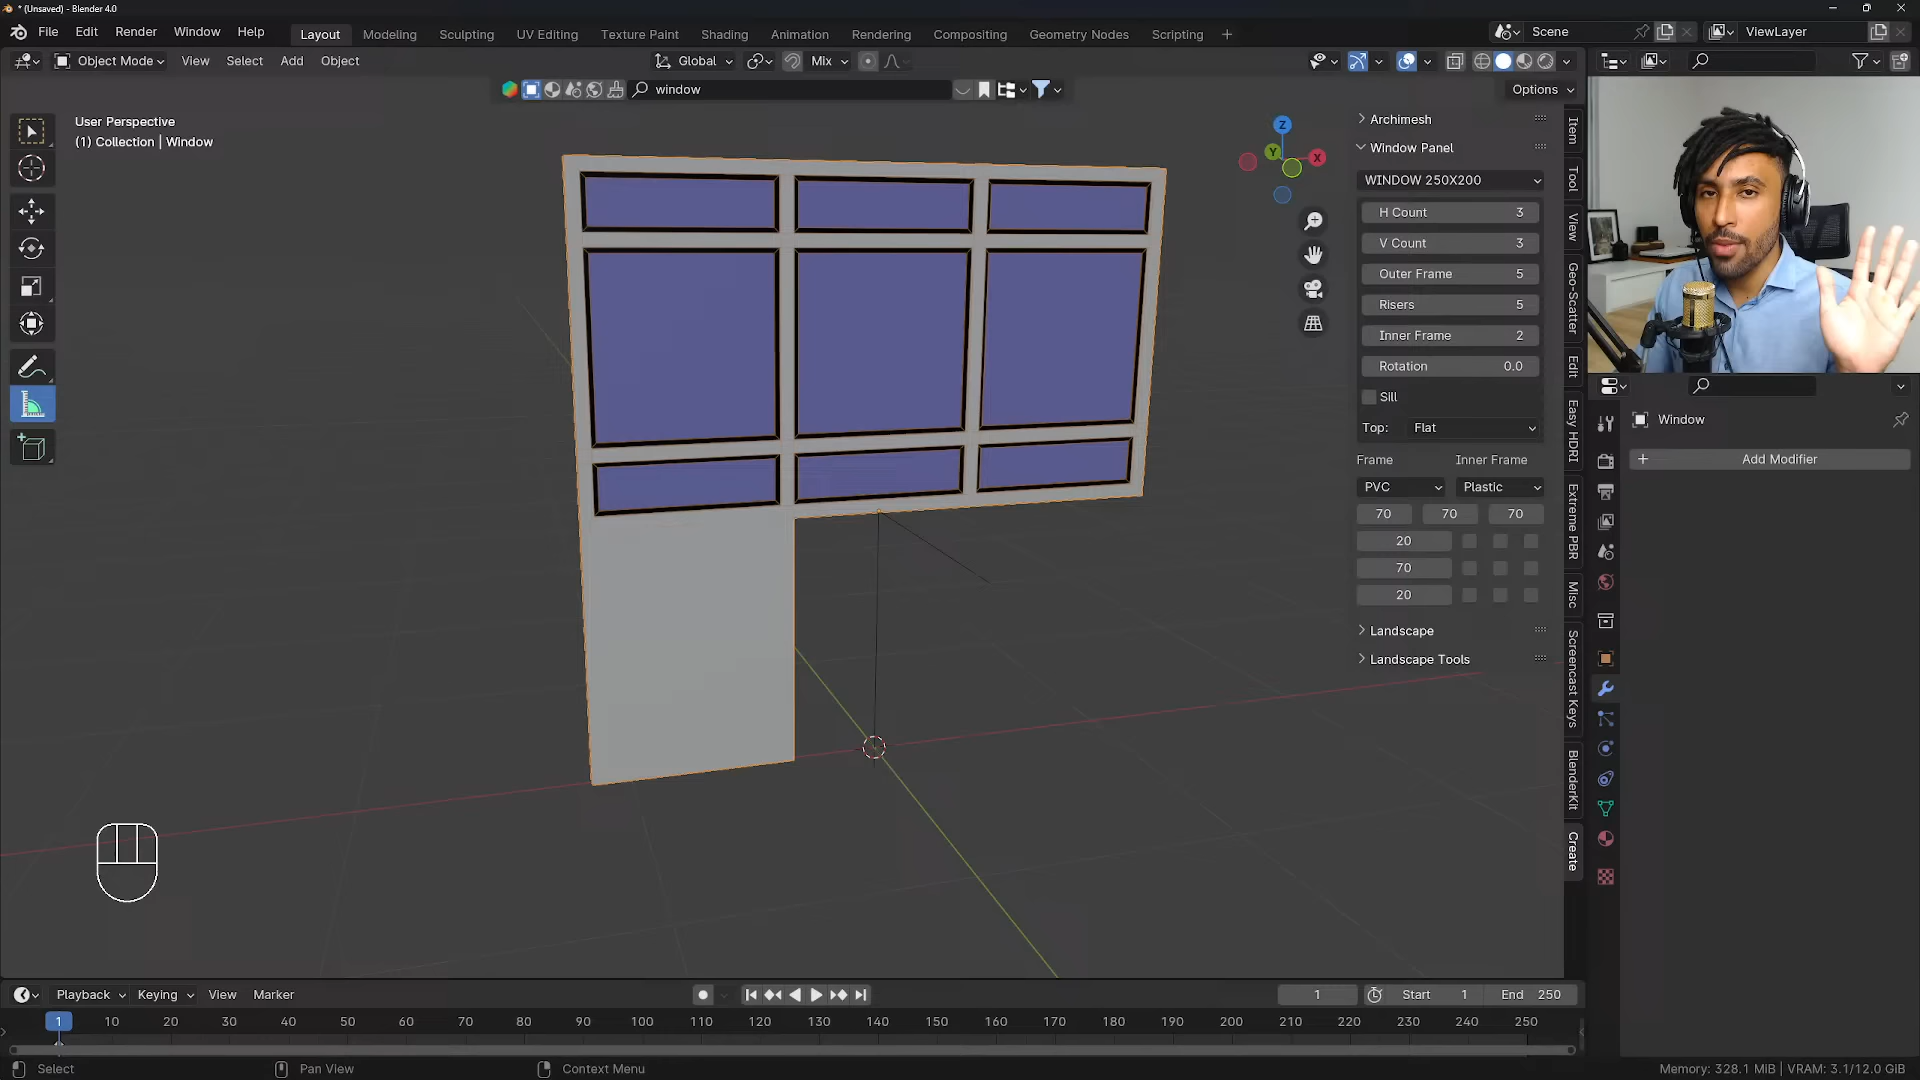 * (Unsaved) - Blender 4.0
File Edit Render Window Help Layout Modeling Sculpting UV Editing Texture Paint Shading Animation Rendering Compositing Geometry Nodes Scripting + Scene ViewLayer
Object Mode View Select Add Object Global Mix
window Options
User Perspective
(1) Collection | Window
Z
Y
X
Archimesh
Window Panel
WINDOW 250X200
H Count 3
V Count 3
Outer Frame 5
Risers 5
Inner Frame 2
Rotation 0.0
Sill
Top: Flat
Frame Inner Frame
PVC Plastic
70 70 70
20
70
20
Landscape
Landscape Tools
Item
Tool
View
Geo-Scatter
Edit
Easy HDRI
Extreme PBR
Misc
Screencast Keys
BlenderKit
Create
Window
+ Add Modifier
Playback Keying View Marker 1 Start 1 End 250
1 10 20 30 40 50 60 70 80 90 100 110 120 130 140 150 160 170 180 190 200 210 220 230 240 250
Select Pan View Context Menu Memory: 328.1 MiB | VRAM: 3.1/12.0 GiB